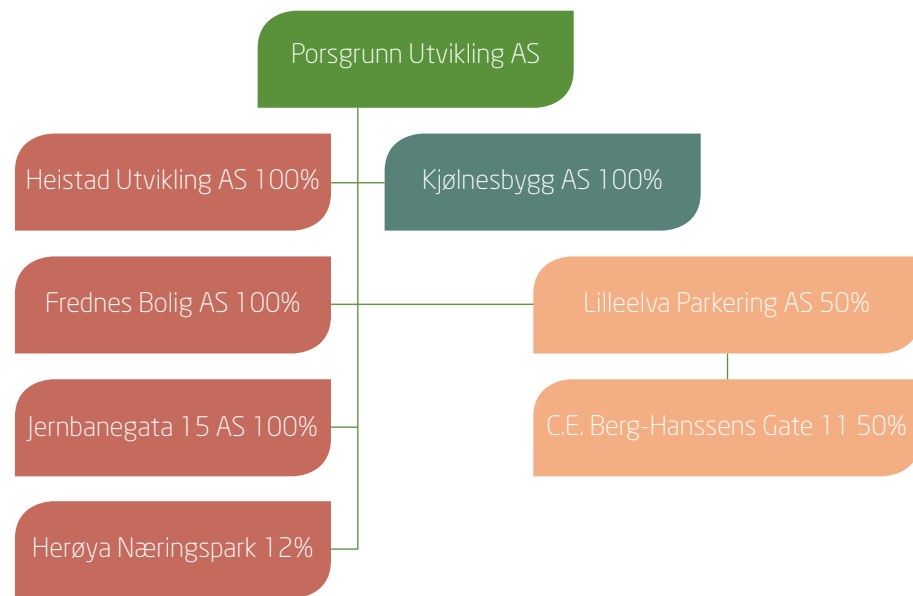 Porsgrunn Utvikling AS
Heistad Utvikling AS 100%
Kjølnesbygg AS 100%
Frednes Bolig AS 100%
Lilleelva Parkering AS 50%
Jernbanegata 15 AS 100%
C.E. Berg-Hanssens Gate 11 50%
Herøya Næringspark 12%